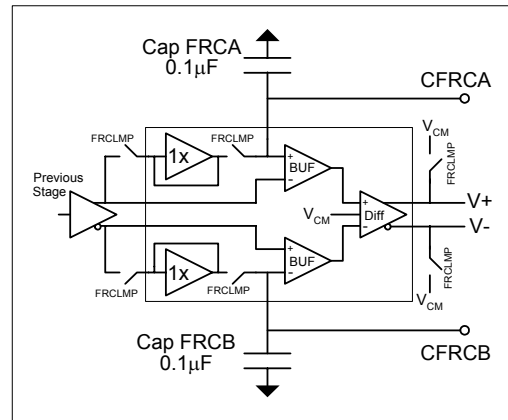 Cap FRCA
0.1µF
CFRCA
FRCLMP
FRCLMP
1x
+
-
BUF
V_CM
FRCLMP
Previous
Stage
V_CM
+
-
Diff
V+
V-
FRCLMP
1x
FRCLMP
+
-
BUF
FRCLMP
V_CM
Cap FRCB
0.1µF
CFRCB